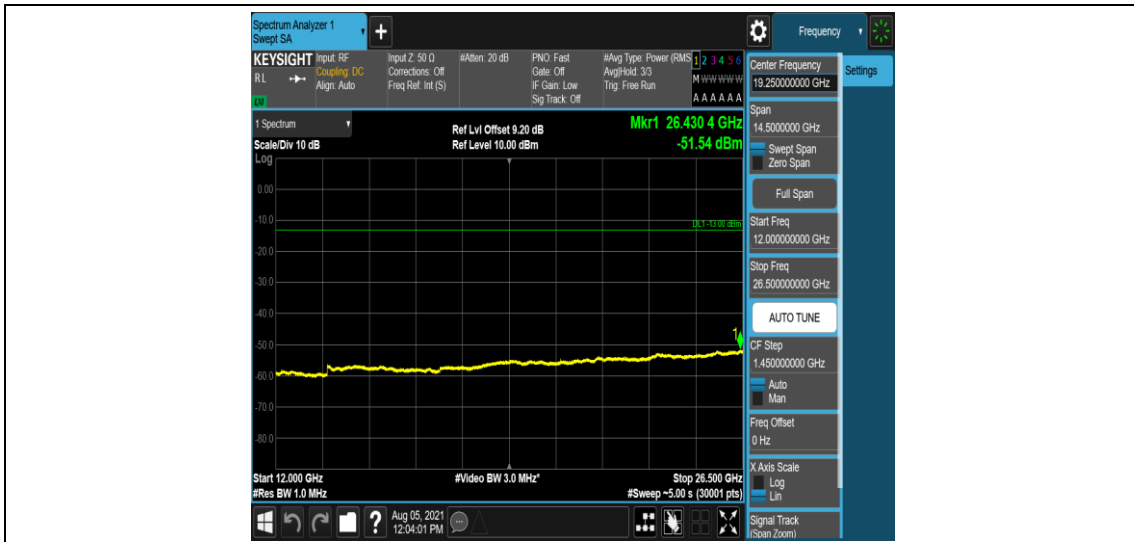 Spectrum Analyzer 1
Swept SA
+
Frequency
KEYSIGHT
RL
LM
Input: RF
Coupling: DC
Align: Auto
Input Z: 50 Ω
Corrections: Off
Freq Ref: Int (S)
#Atten: 20 dB
PNO: Fast
Gate: Off
IF Gain: Low
Sig Track: Off
#Avg Type: Power (RMS
Avg|Hold: 3/3
Trig: Free Run
1 2 3 4 5 6
M W W W W W
A A A A A A
1 Spectrum
Scale/Div 10 dB
Ref Lvl Offset 9.20 dB
Ref Level 10.00 dBm
Mkr1 26.430 4 GHz
-51.54 dBm
Log
0.00
-10.0
DL1 -13.00 dBm
-20.0
-30.0
-40.0
1
-50.0
-60.0
-70.0
-80.0
Start 12.000 GHz
#Res BW 1.0 MHz
#Video BW 3.0 MHz*
Stop 26.500 GHz
#Sweep ~5.00 s (30001 pts)
?
Aug 05, 2021
12:04:01 PM
Center Frequency
19.250000000 GHz
Settings
Span
14.5000000 GHz
Swept Span
Zero Span
Full Span
Start Freq
12.000000000 GHz
Stop Freq
26.500000000 GHz
AUTO TUNE
CF Step
1.450000000 GHz
Auto
Man
Freq Offset
0 Hz
X Axis Scale
Log
Lin
Signal Track
(Span Zoom)